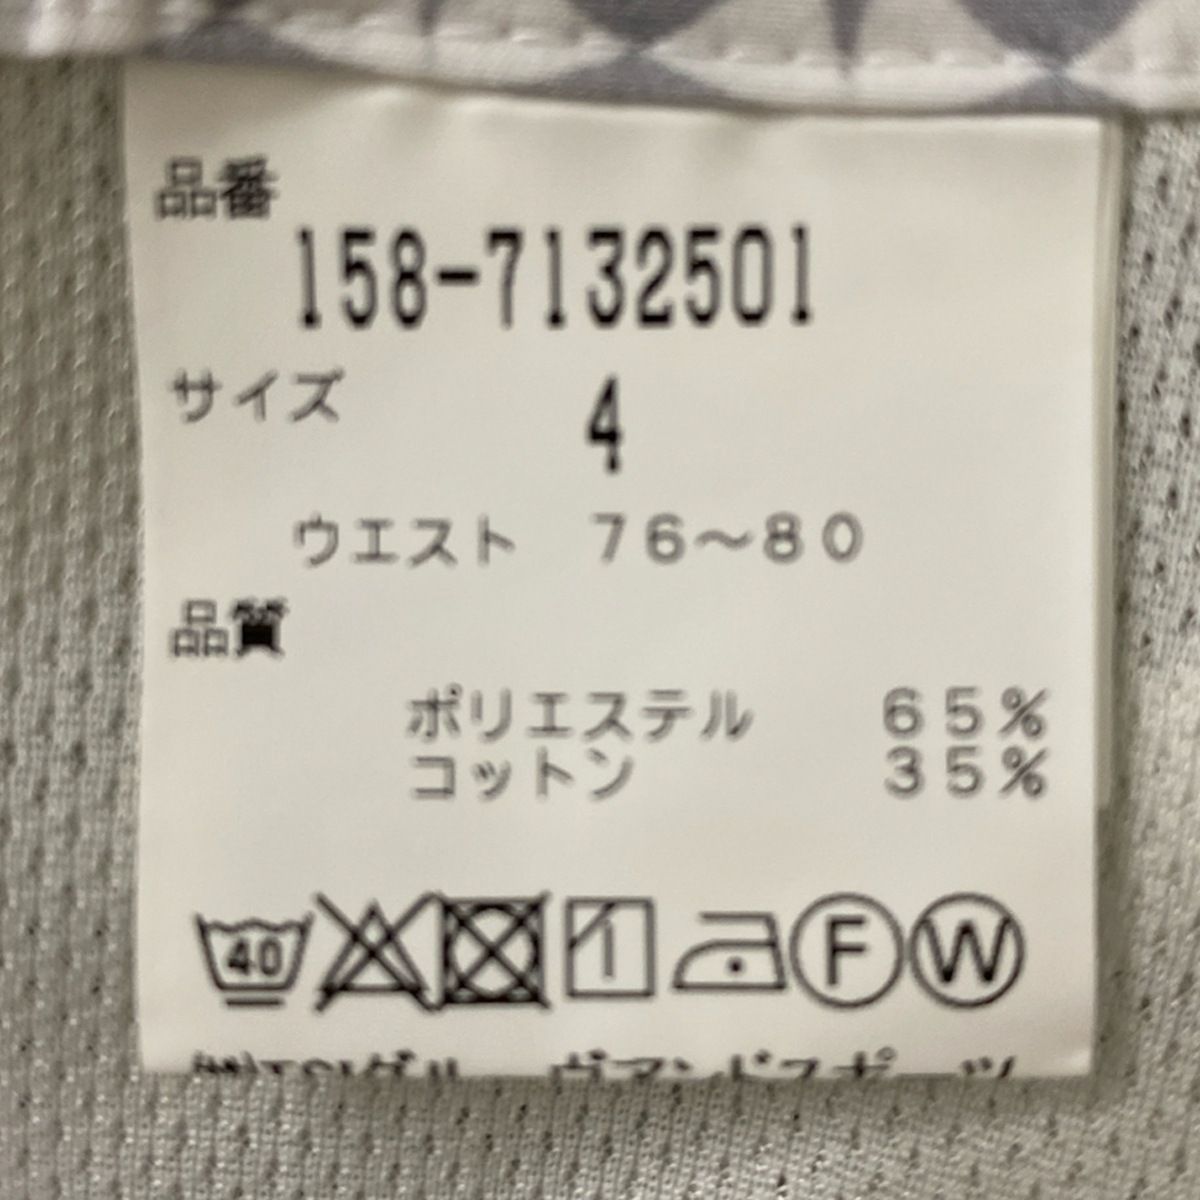 品番
158-7132501
サイズ 4
ウエスト 76〜80
品質
ポリエステル 65%
コットン 35%
40
F W